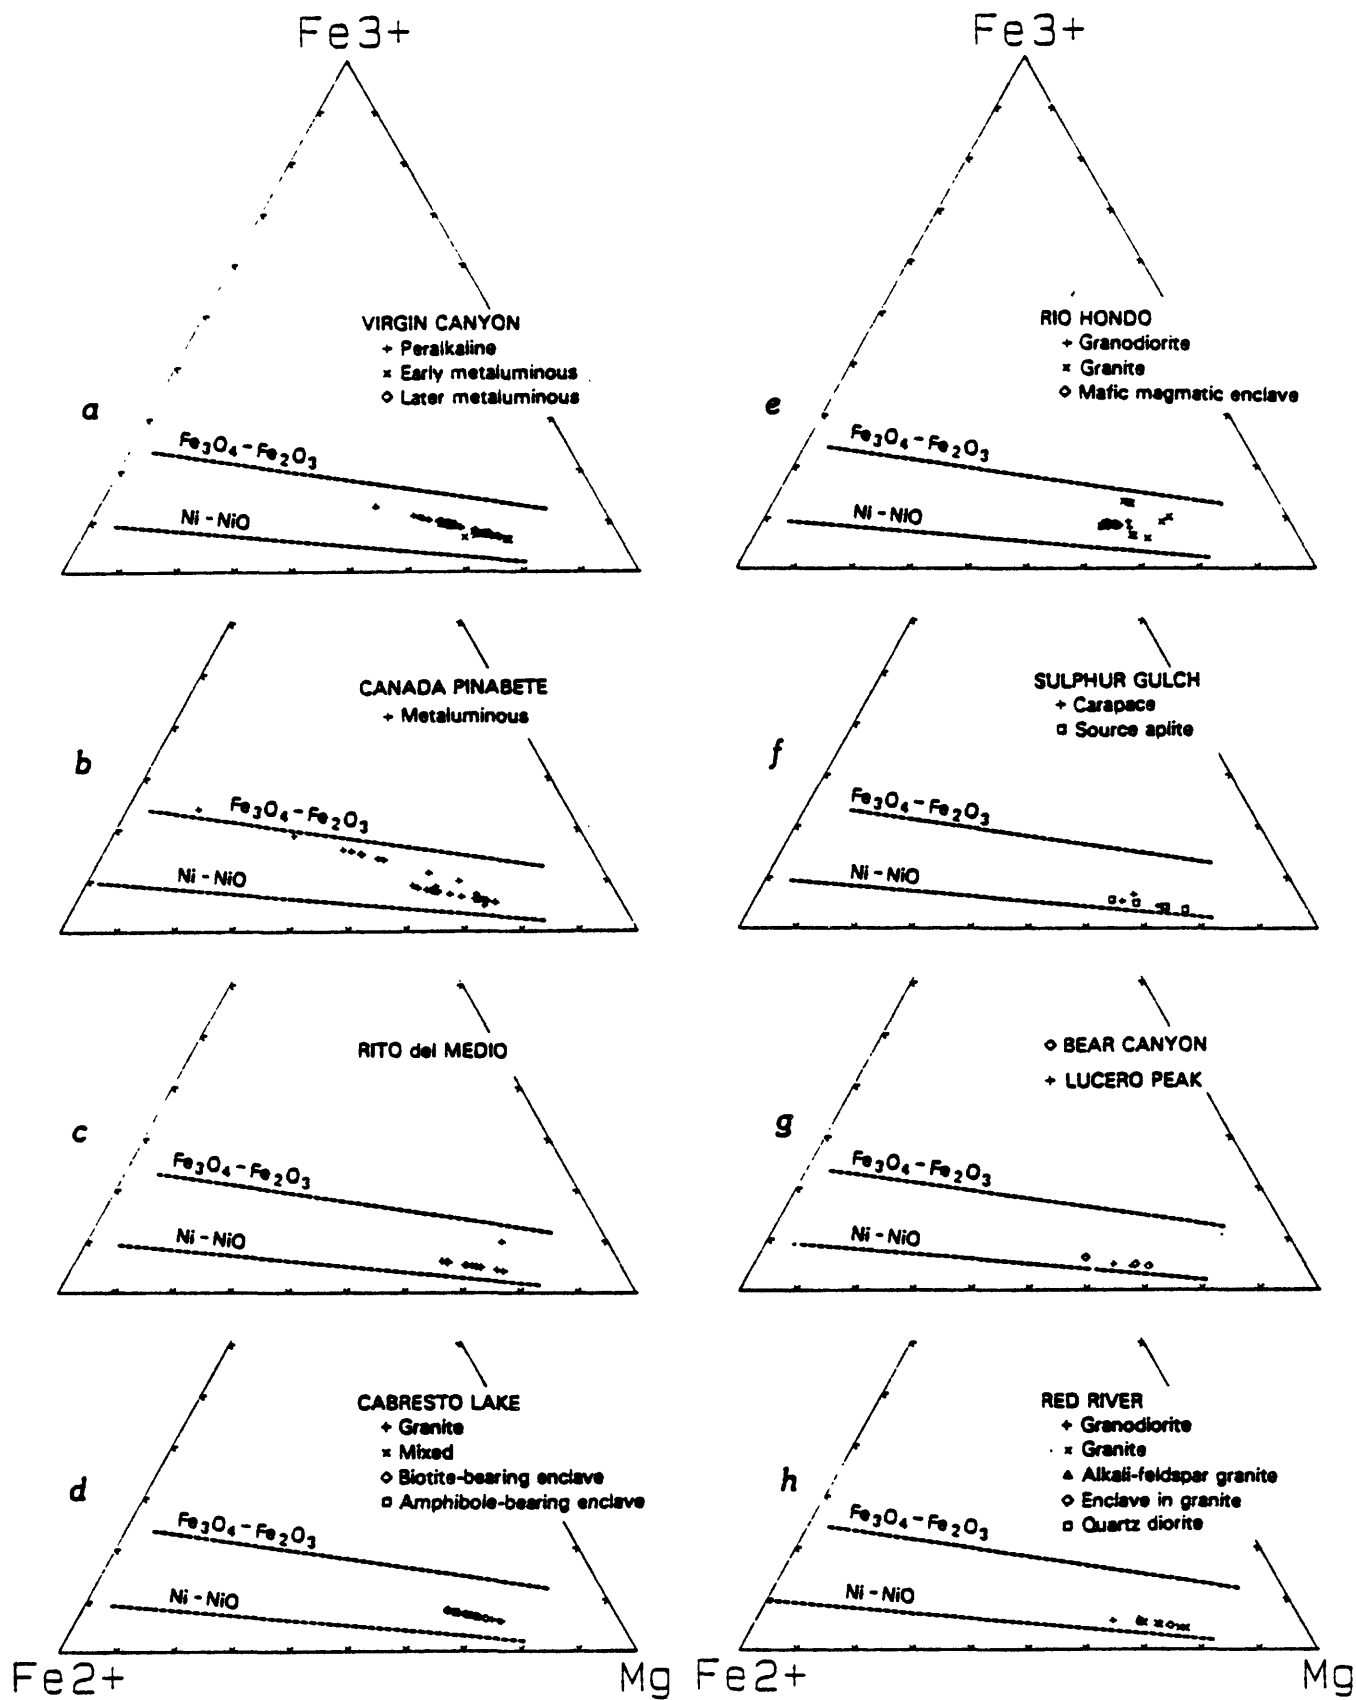 Fe3+
VIRGIN CANYON
+ Peralkaline
× Early metaluminous
◇ Later metaluminous
a
Fe3O4 - Fe2O3
Ni - NiO
CANADA PINABETE
+ Metaluminous
b
Fe3O4 - Fe2O3
Ni - NiO
RITO del MEDIO
c
Fe3O4 - Fe2O3
Ni - NiO
CABRESTO LAKE
+ Granite
× Mixed
◇ Biotite-bearing enclave
□ Amphibole-bearing enclave
d
Fe3O4 - Fe2O3
Ni - NiO
Fe2+ Mg
Fe3+
RIO HONDO
+ Granodiorite
× Granite
◇ Mafic magmatic enclave
e
Fe3O4 - Fe2O3
Ni - NiO
SULPHUR GULCH
+ Carapace
□ Source aplite
f
Fe3O4 - Fe2O3
Ni - NiO
◇ BEAR CANYON
+ LUCERO PEAK
g
Fe3O4 - Fe2O3
Ni - NiO
RED RIVER
+ Granodiorite
× Granite
▲ Alkali-feldspar granite
◇ Enclave in granite
□ Quartz diorite
h
Fe3O4 - Fe2O3
Ni - NiO
Fe2+ Mg